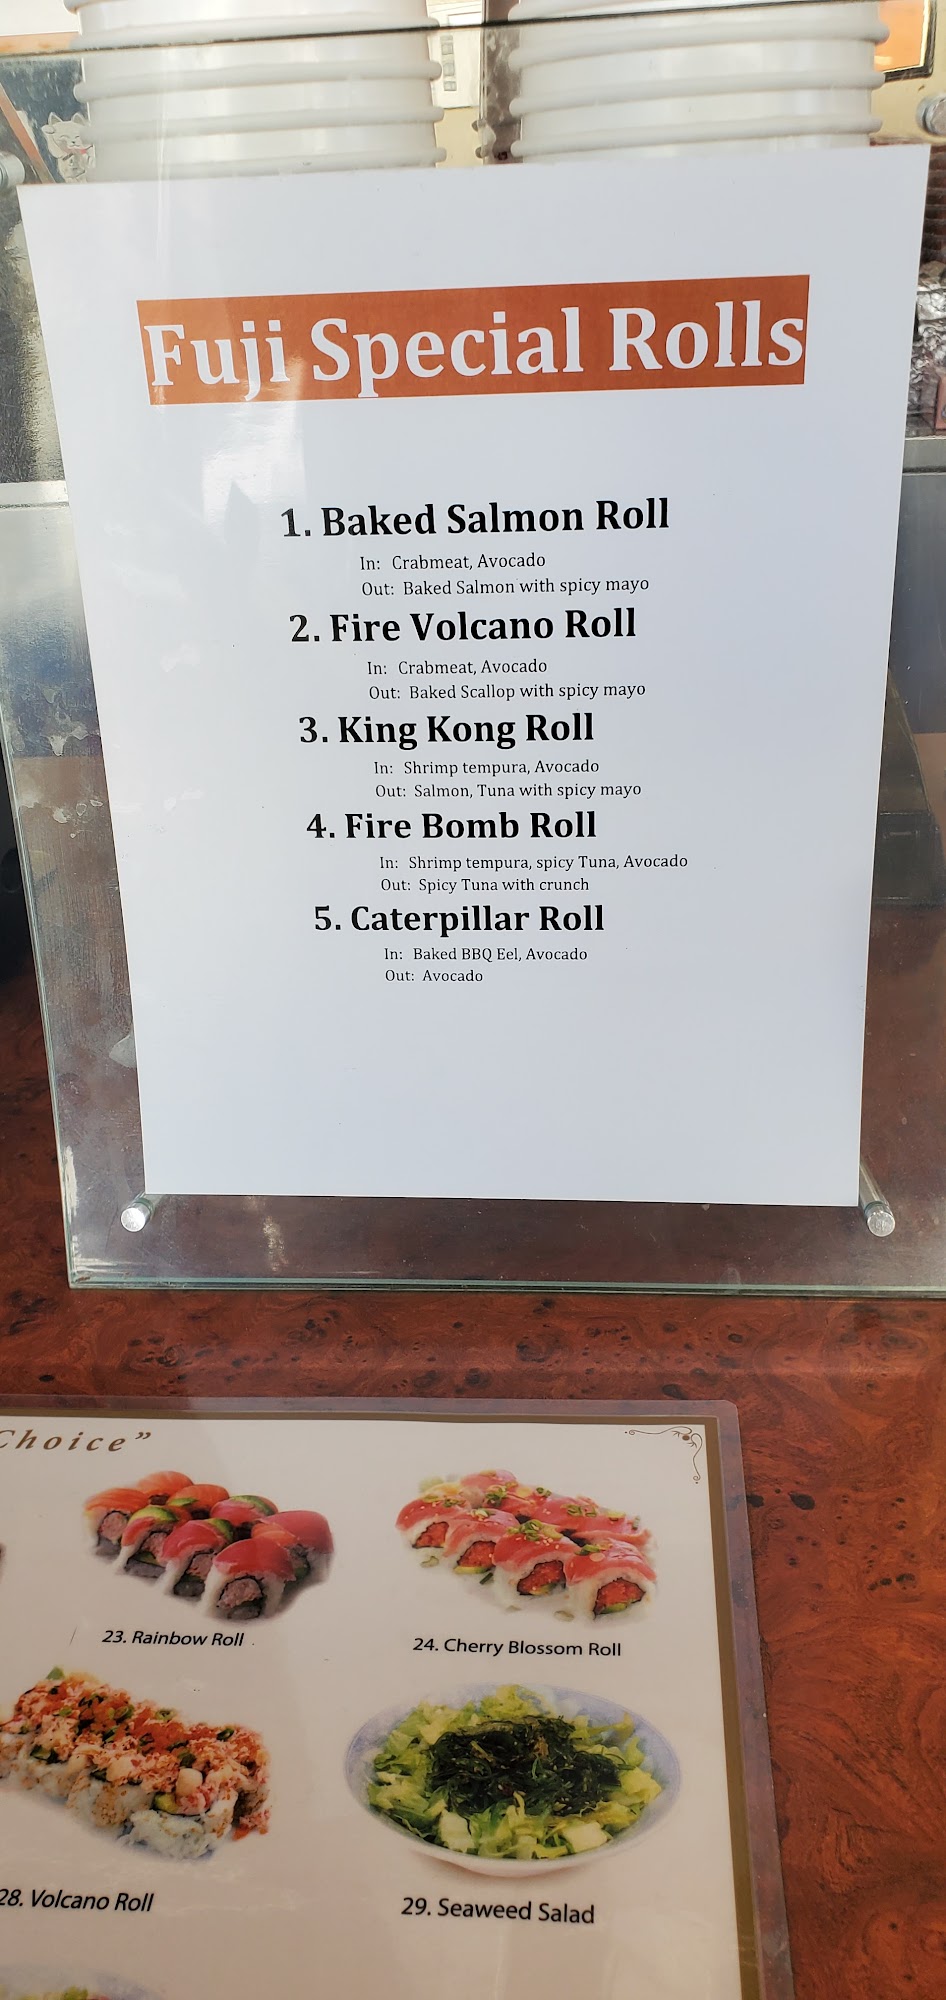 Fuji Special Rolls
1. Baked Salmon Roll
In: Crabmeat, Avocado
Out: Baked Salmon with spicy mayo
2. Fire Volcano Roll
In: Crabmeat, Avocado
Out: Baked Scallop with spicy mayo
3. King Kong Roll
In: Shrimp tempura, Avocado
Out: Salmon, Tuna with spicy mayo
4. Fire Bomb Roll
In: Shrimp tempura, spicy Tuna, Avocado
Out: Spicy Tuna with crunch
5. Caterpillar Roll
In: Baked BBQ Eel, Avocado
Out: Avocado
Choice”
23. Rainbow Roll
24. Cherry Blossom Roll
28. Volcano Roll
29. Seaweed Salad